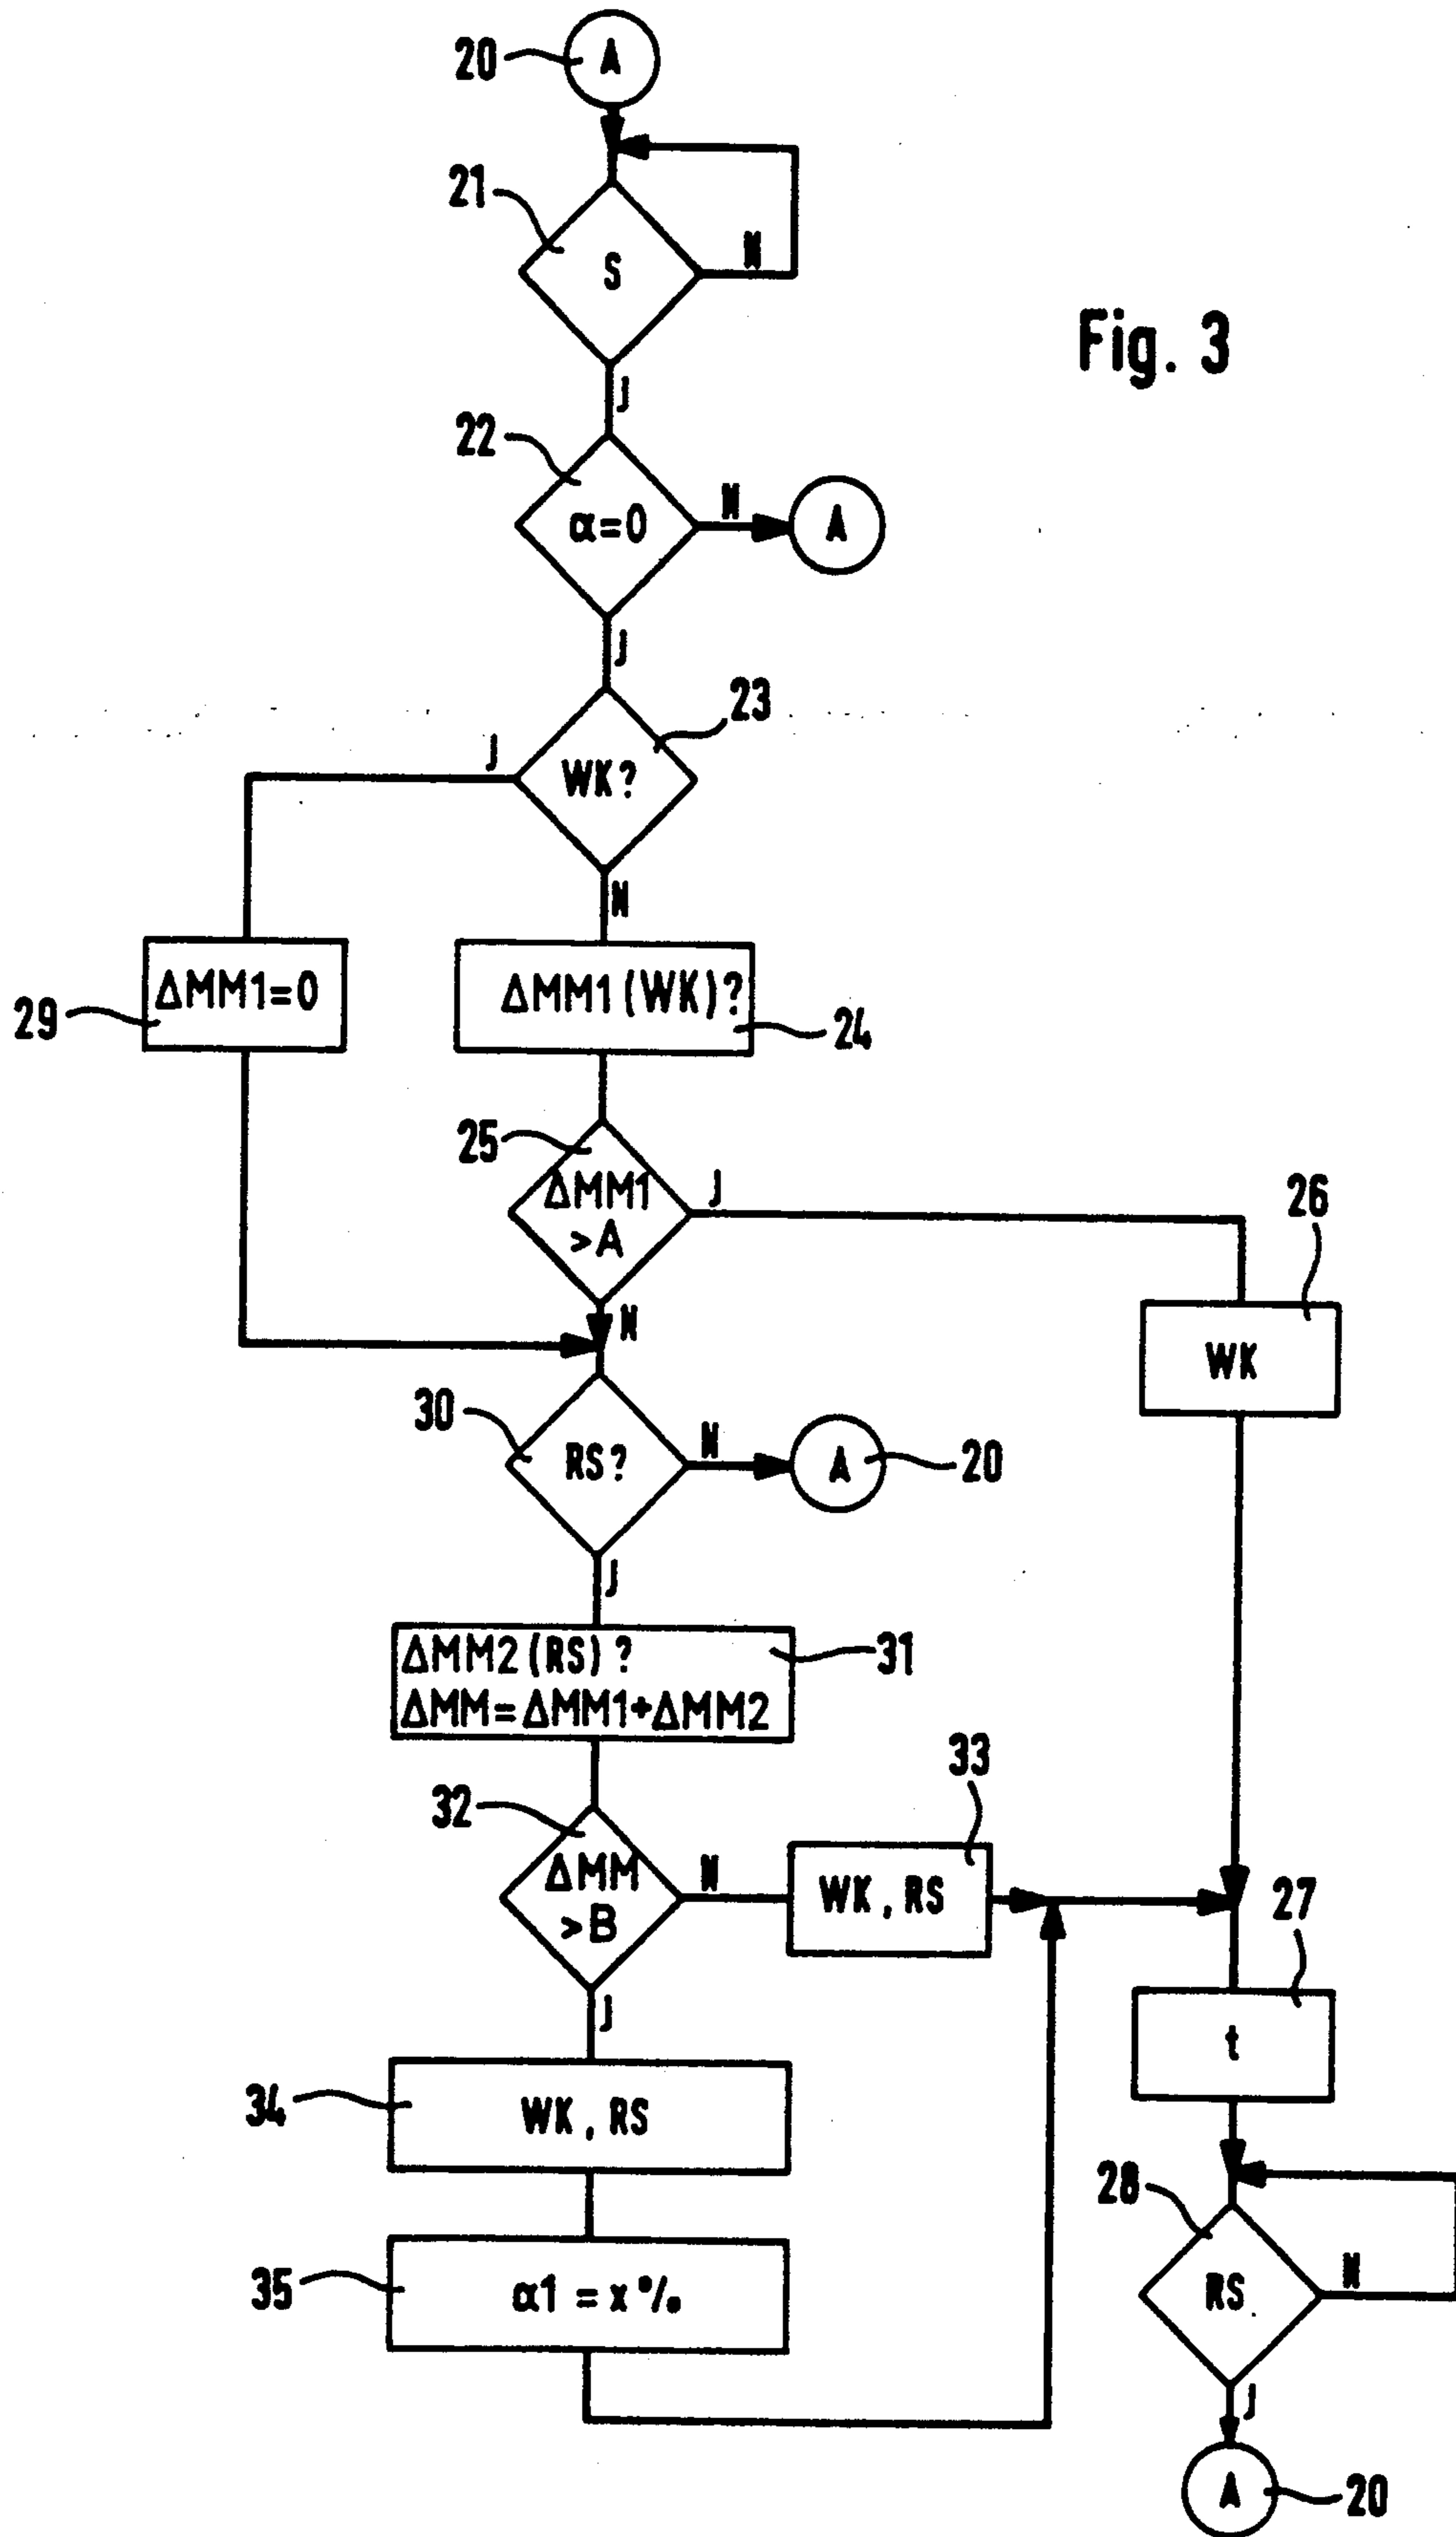 20
A
21
S
N
Fig. 3
J
22
α=0
N
A
J
23
J
WK?
N
29
ΔMM1=0
ΔMM1(WK)?
24
25
ΔMM1
>A
J
26
N
WK
30
RS?
N
A
20
J
ΔMM2(RS)?
ΔMM=ΔMM1+ΔMM2
31
33
32
ΔMM
>B
N
WK, RS
27
J
t
34
WK, RS
28
35
α1 = x%
RS
N
J
A
20